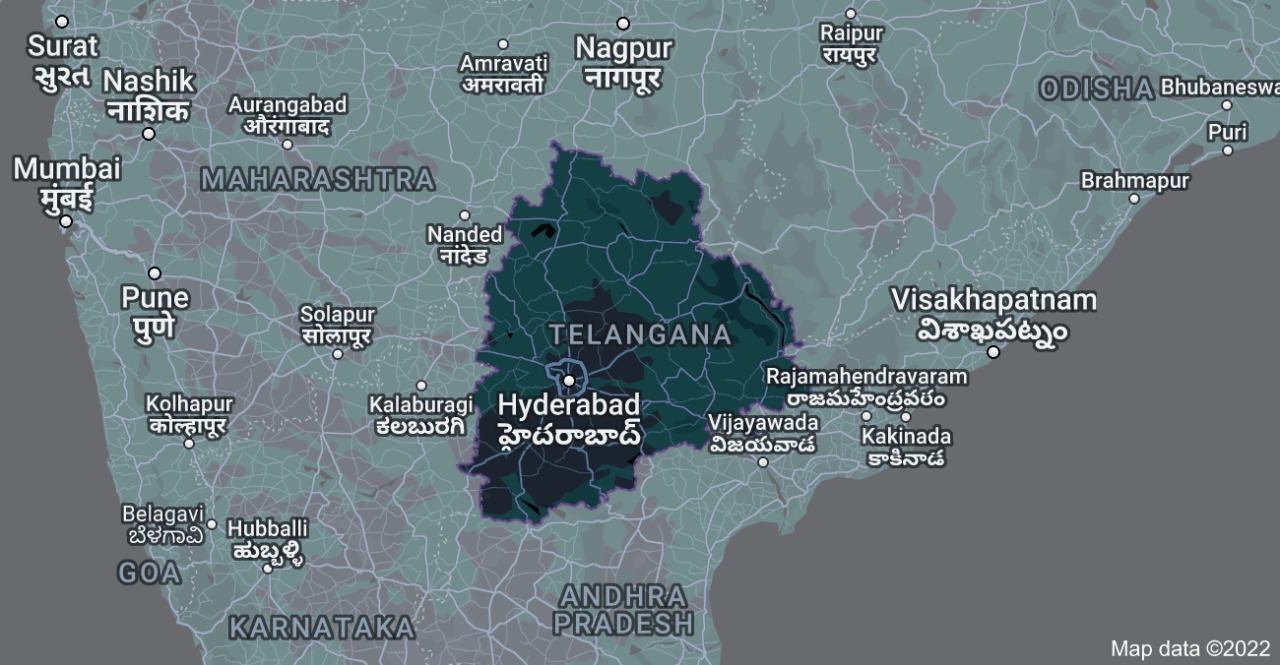 Surat
સુરત
Nashik
नाशिक
Aurangabad
औरंगाबाद
Amravati
अमरावती
Nagpur
नागपूर
Raipur
रायपुर
ODISHA
Puri
Mumbai
मुंबई
MAHARASHTRA
Brahmapur
Nanded
नांदेड
Pune
पुणे
Solapur
सोलापूर
TELANGANA
Visakhapatnam
విశాఖపట్నం
Kolhapur
कोल्हापूर
Kalaburagi
ಕಲಬುರಗಿ
Hyderabad
హైదరాబాద్
Rajamahendravaram
రాజమహేంద్రవరం
Vijayawada
విజయవాడ
Kakinada
కాకినాడ
Belagavi
ಬೆಳಗಾವಿ
Hubballi
ಹುಬ್ಬಳ್ಳಿ
GOA
KARNATAKA
ANDHRA
PRADESH
Map data ©2022